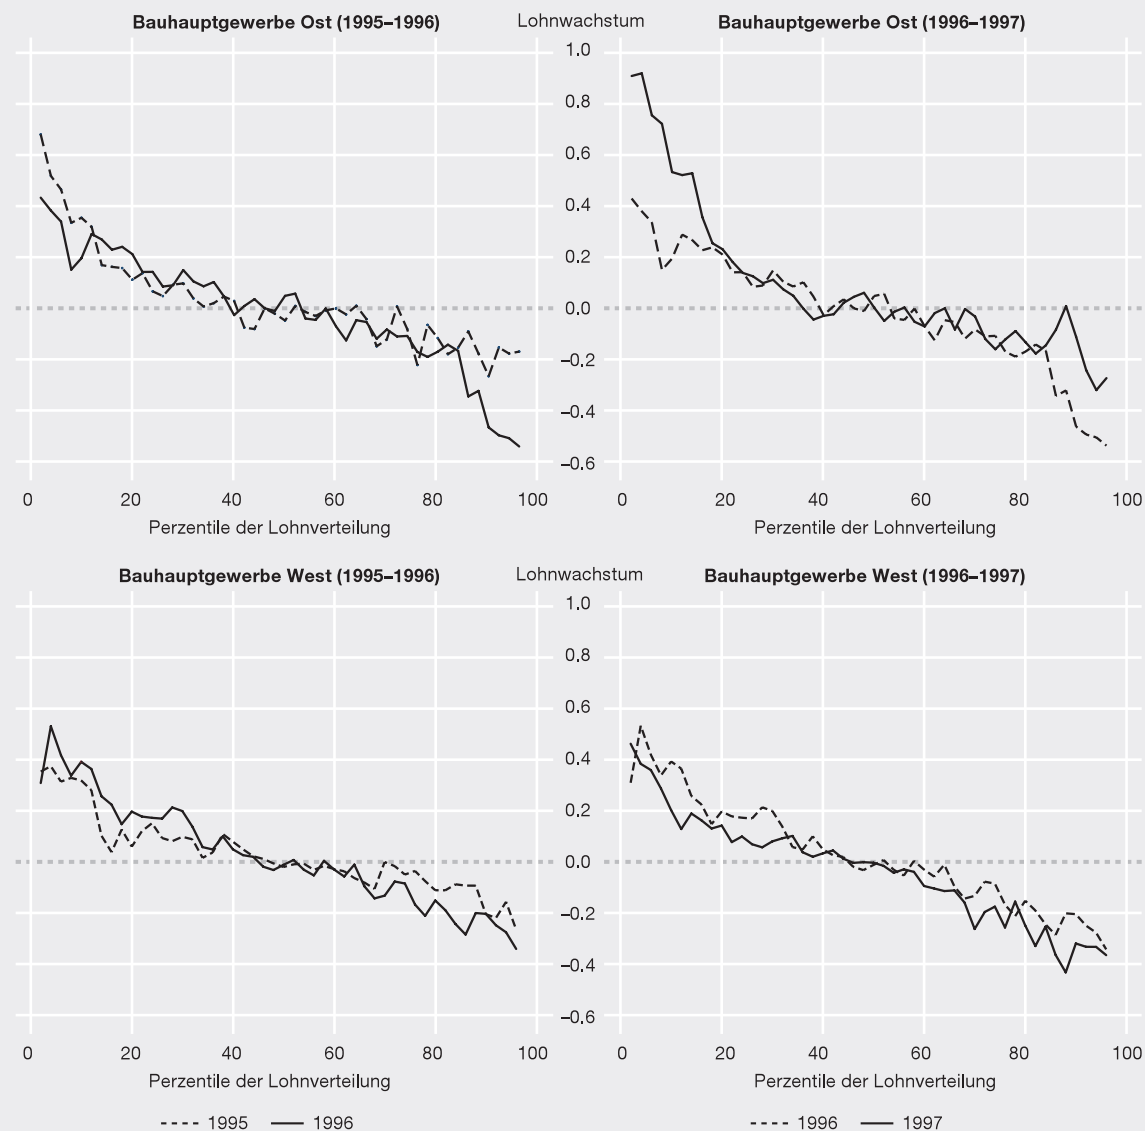 Bauhauptgewerbe Ost (1995–1996)
Lohnwachstum
Bauhauptgewerbe Ost (1996–1997)
1.0
0.8
0.6
0.4
0.2
0.0
–0.2
–0.4
–0.6
0 20 40 60 80 100
0 20 40 60 80 100
Perzentile der Lohnverteilung
Perzentile der Lohnverteilung
Bauhauptgewerbe West (1995–1996)
Lohnwachstum
Bauhauptgewerbe West (1996–1997)
1.0
0.8
0.6
0.4
0.2
0.0
–0.2
–0.4
–0.6
0 20 40 60 80 100
0 20 40 60 80 100
Perzentile der Lohnverteilung
Perzentile der Lohnverteilung
1995 1996
1996 1997